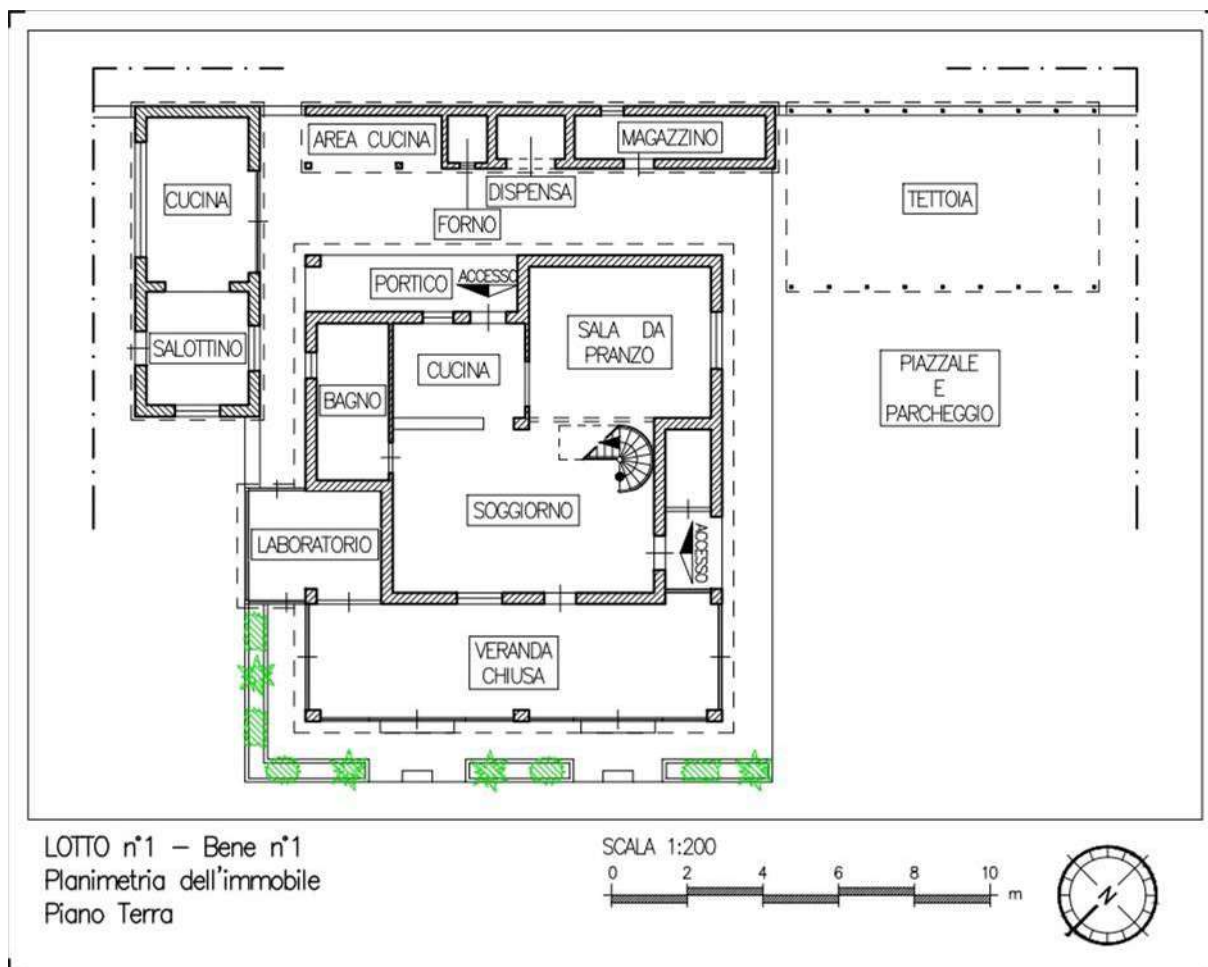 AREA CUCINA
MAGAZZINO
CUCINA
DISPENSA
TETTOIA
FORNO
PORTICO
ACCESSO
SALA DA
PRANZO
SALOTTINO
CUCINA
PIAZZALE
E
PARCHEGGIO
BAGNO
SOGGIORNO
LABORATORIO
ACCESSO
VERANDA
CHIUSA
LOTTO n°1 – Bene n°1
Planimetria dell'immobile
Piano Terra
SCALA 1:200
0 2 4 6 8 10
m
N